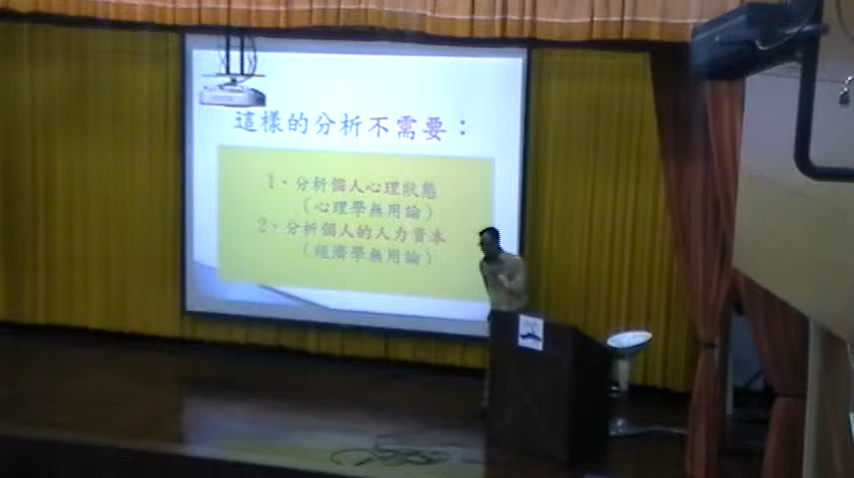 這樣的分析不需要：
1、分析個人心理狀態
（心理學無用論）
2、分析個人的人力資本
（經濟學無用論）